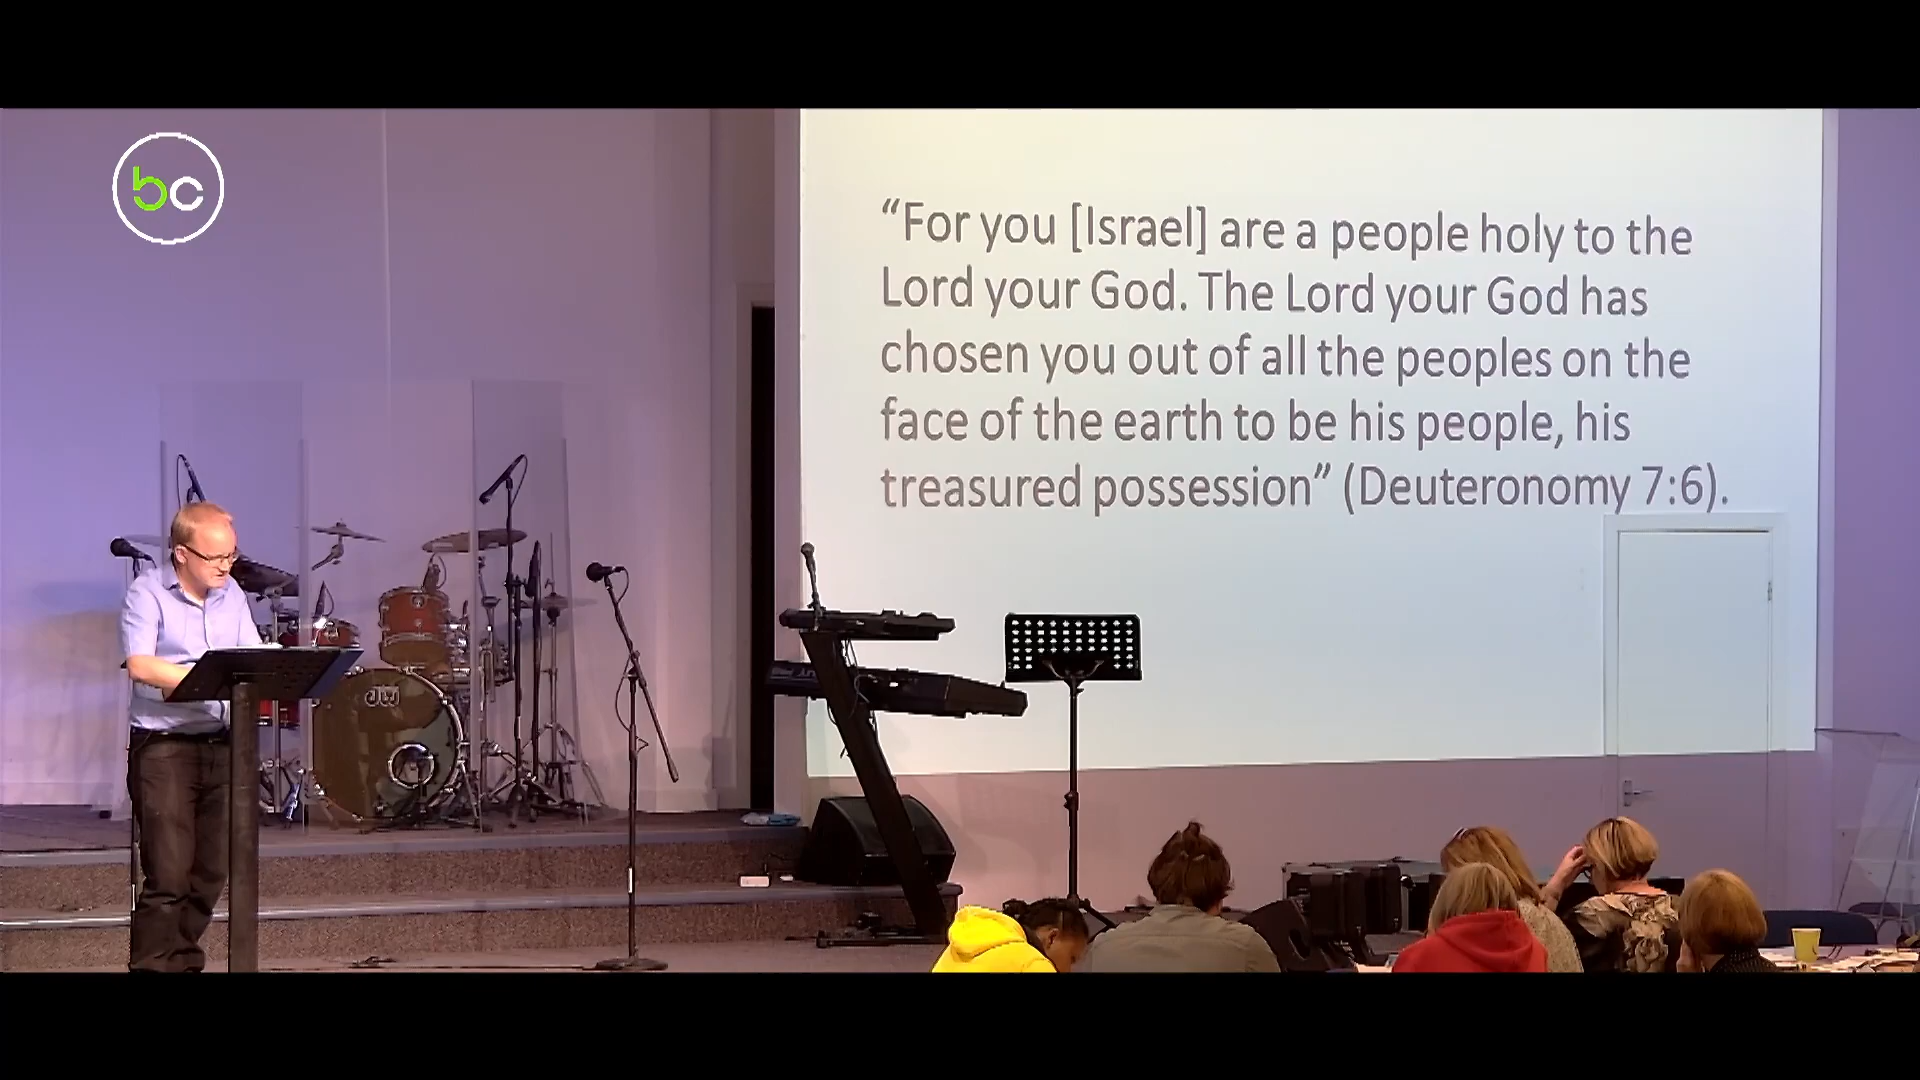 bc
“For you [Israel] are a people holy to the
Lord your God. The Lord your God has
chosen you out of all the peoples on the
face of the earth to be his people, his
treasured possession” (Deuteronomy 7:6).